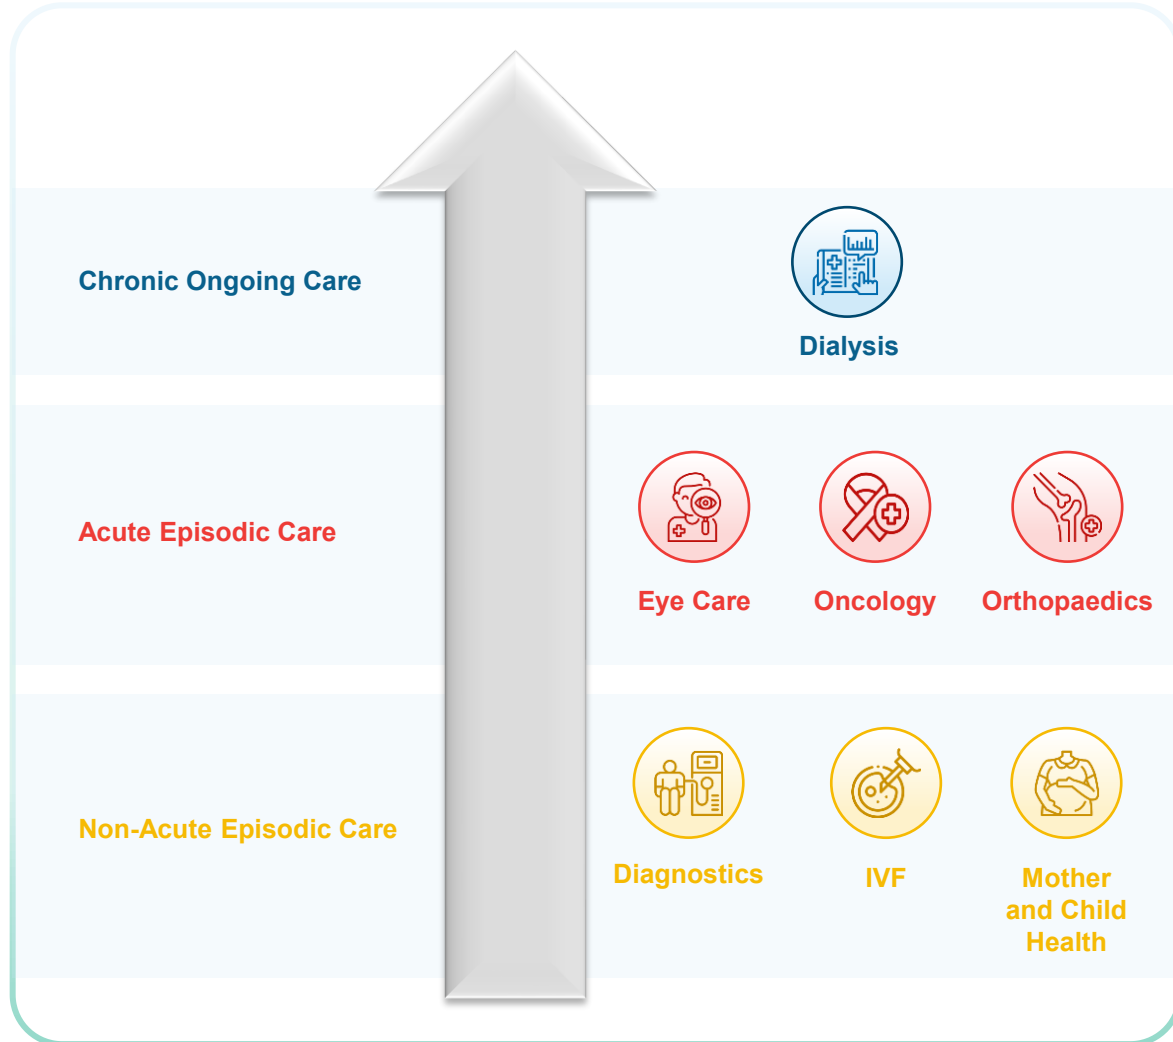 Chronic Ongoing Care
Dialysis
Acute Episodic Care
Eye Care
Oncology
Orthopaedics
Non-Acute Episodic Care
Diagnostics
IVF
Mother
and Child
Health